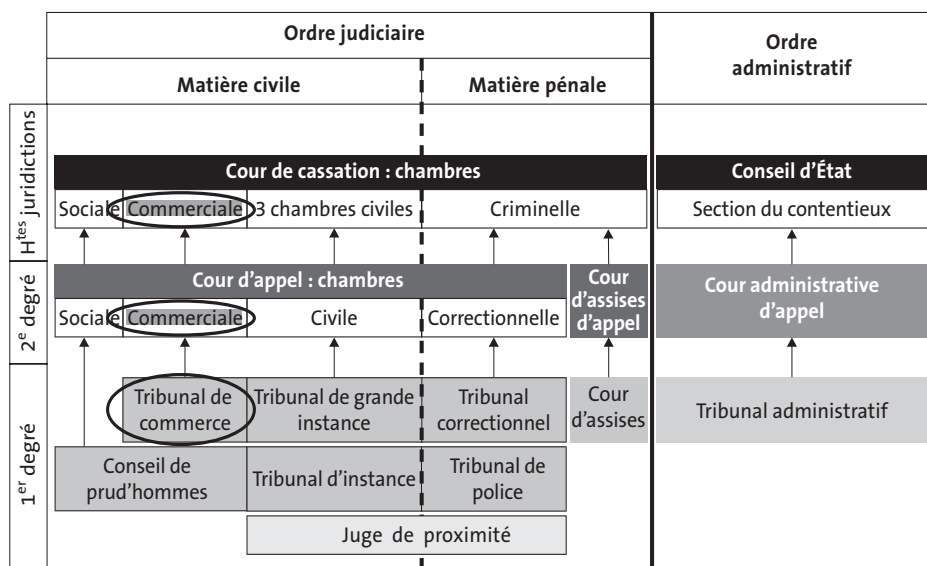 Ordre judiciaire
Ordre
administratif
Matière civile
Matière pénale
Htes juridictions
Cour de cassation : chambres
Conseil d'État
Sociale
Commerciale
3 chambres civiles
Criminelle
Section du contentieux
2e degré
Cour d'appel : chambres
Cour
d'assises
d'appel
Cour administrative
d'appel
Sociale
Commerciale
Civile
Correctionnelle
1er degré
Tribunal de
commerce
Tribunal de grande
instance
Tribunal
correctionnel
Cour
d'assises
Tribunal administratif
Conseil de
prud'hommes
Tribunal d'instance
Tribunal de
police
Juge de proximité